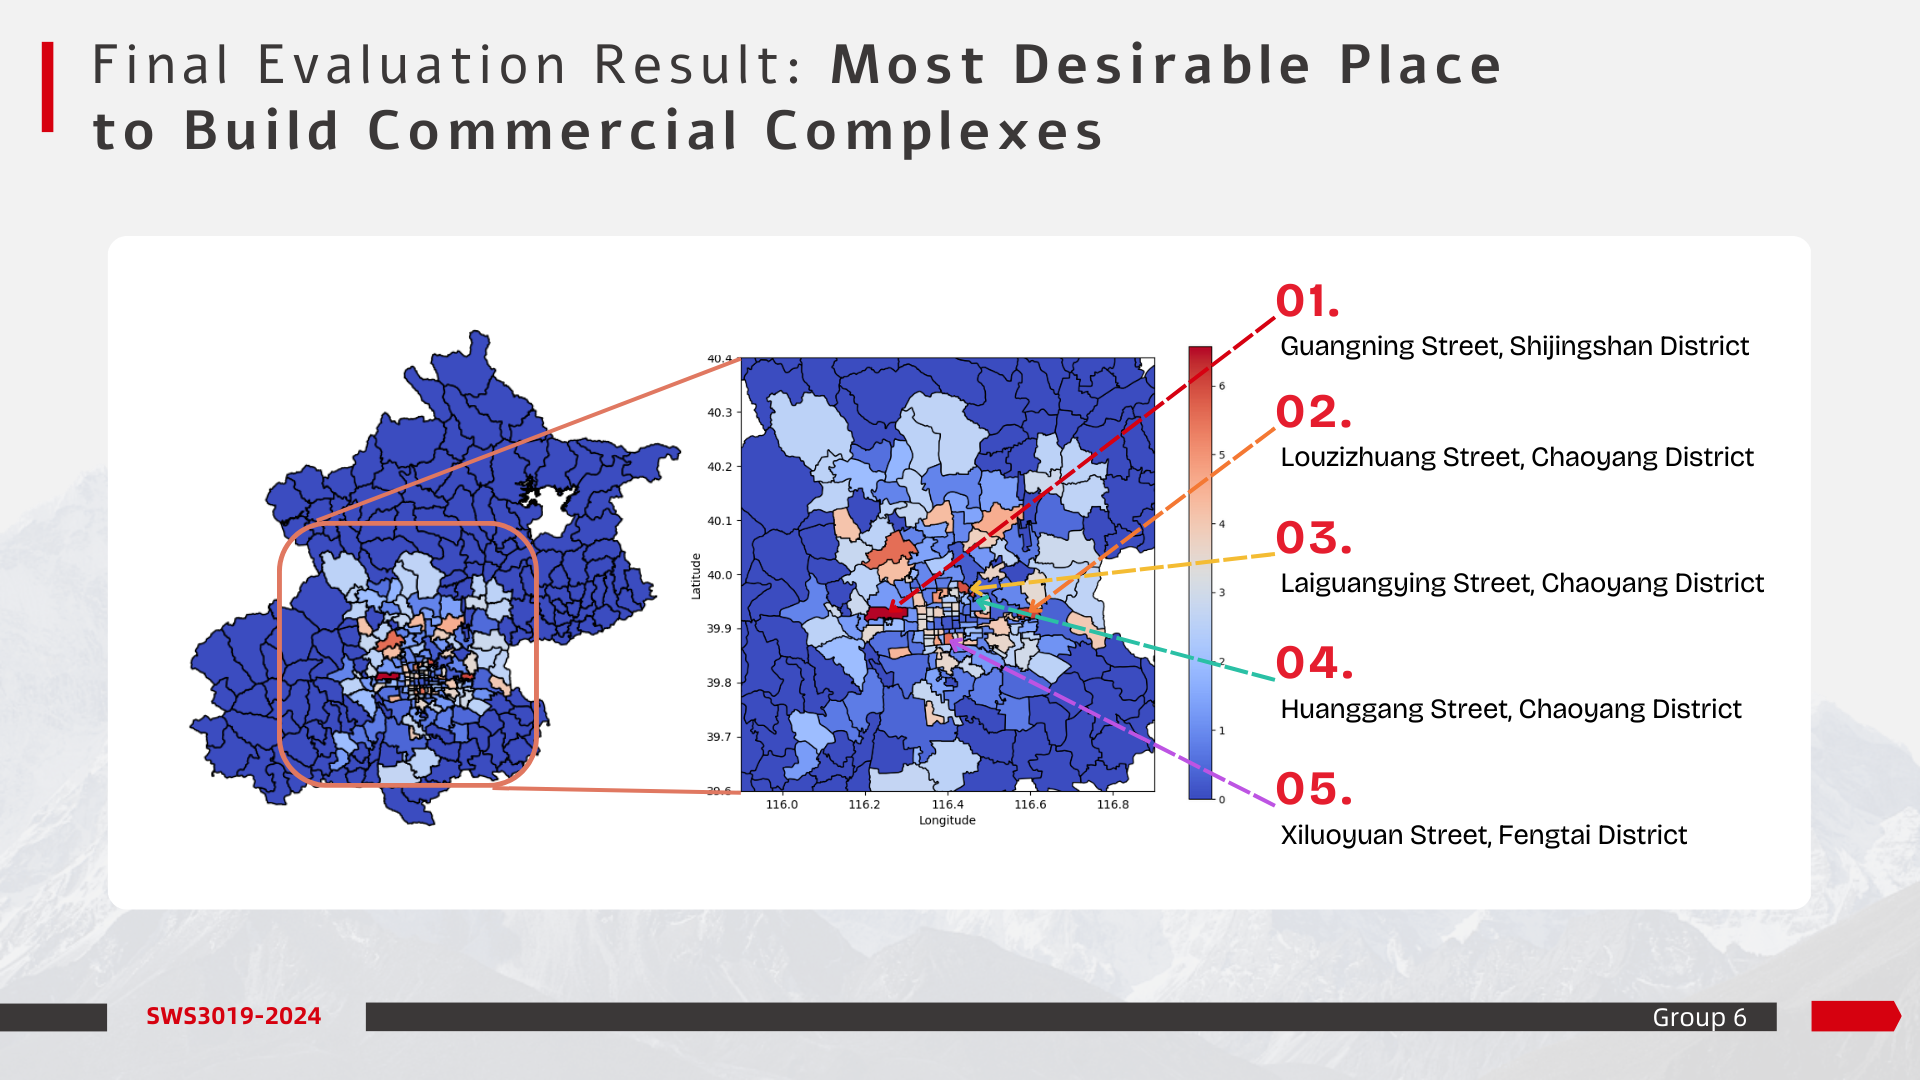 Final Evaluation Result: Most Desirable Place
to Build Commercial Complexes
01.
Guangning Street, Shijingshan District
02.
Louzizhuang Street, Chaoyang District
03.
Laiguangying Street, Chaoyang District
04.
Huanggang Street, Chaoyang District
05.
Xiluoyuan Street, Fengtai District
40.4
40.3
40.2
40.1
40.0
39.9
39.8
39.7
39.6
Latitude
116.0 116.2 116.4 116.6 116.8
Longitude
6
5
4
3
2
1
0
SWS3019-2024
Group 6